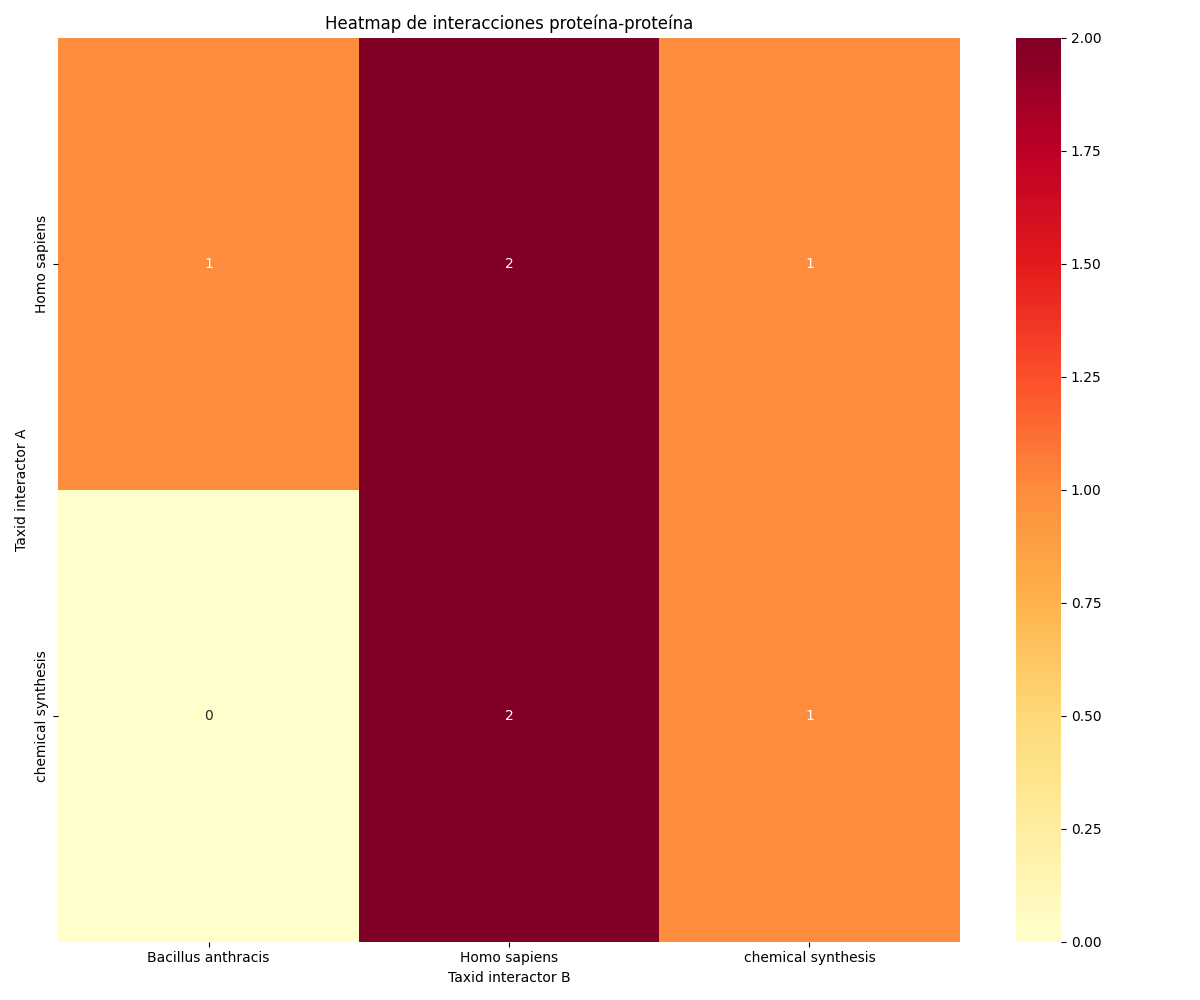 Heatmap de interacciones proteína-proteína
Homo sapiens
chemical synthesis
Taxid interactor A
1 2 1
0 2 1
Bacillus anthracis Homo sapiens chemical synthesis
Taxid interactor B
2.00
1.75
1.50
1.25
1.00
0.75
0.50
0.25
0.00